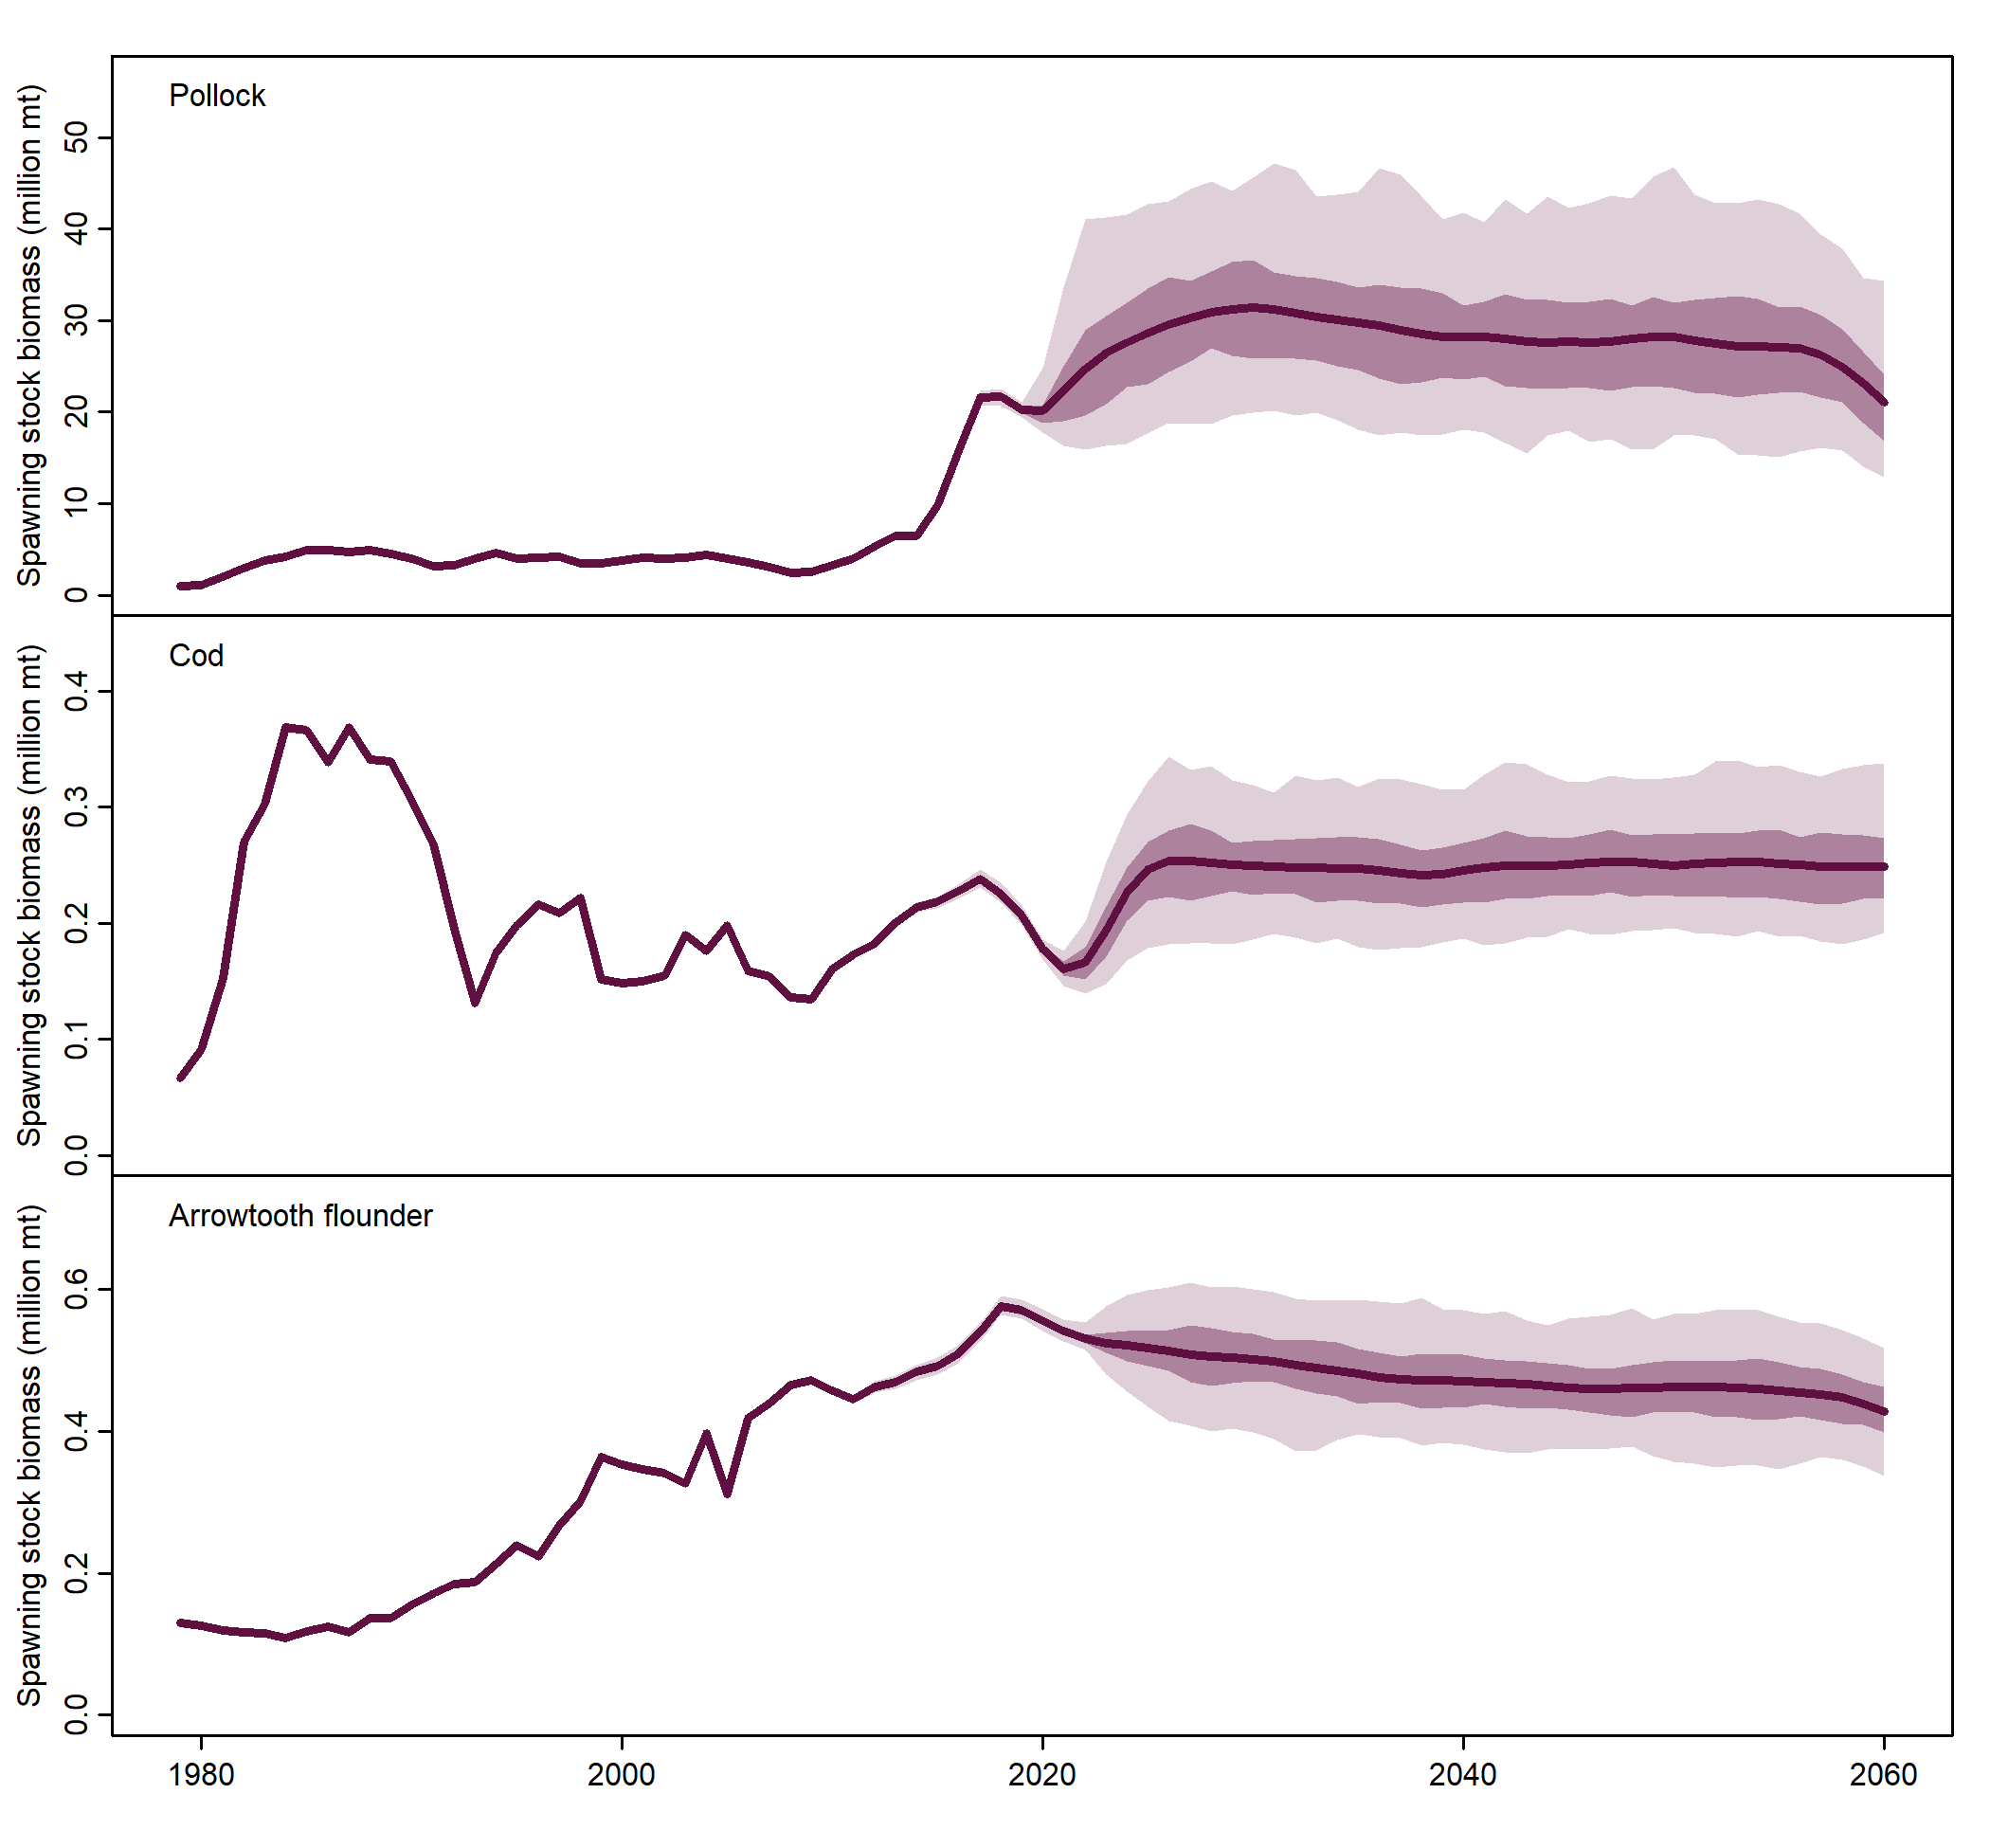 Pollock
Spawning stock biomass (million mt)
50
40
30
20
10
0
Cod
Spawning stock biomass (million mt)
0.4
0.3
0.2
0.1
0.0
Arrowtooth flounder
Spawning stock biomass (million mt)
0.6
0.4
0.2
0.0
1980 2000 2020 2040 2060